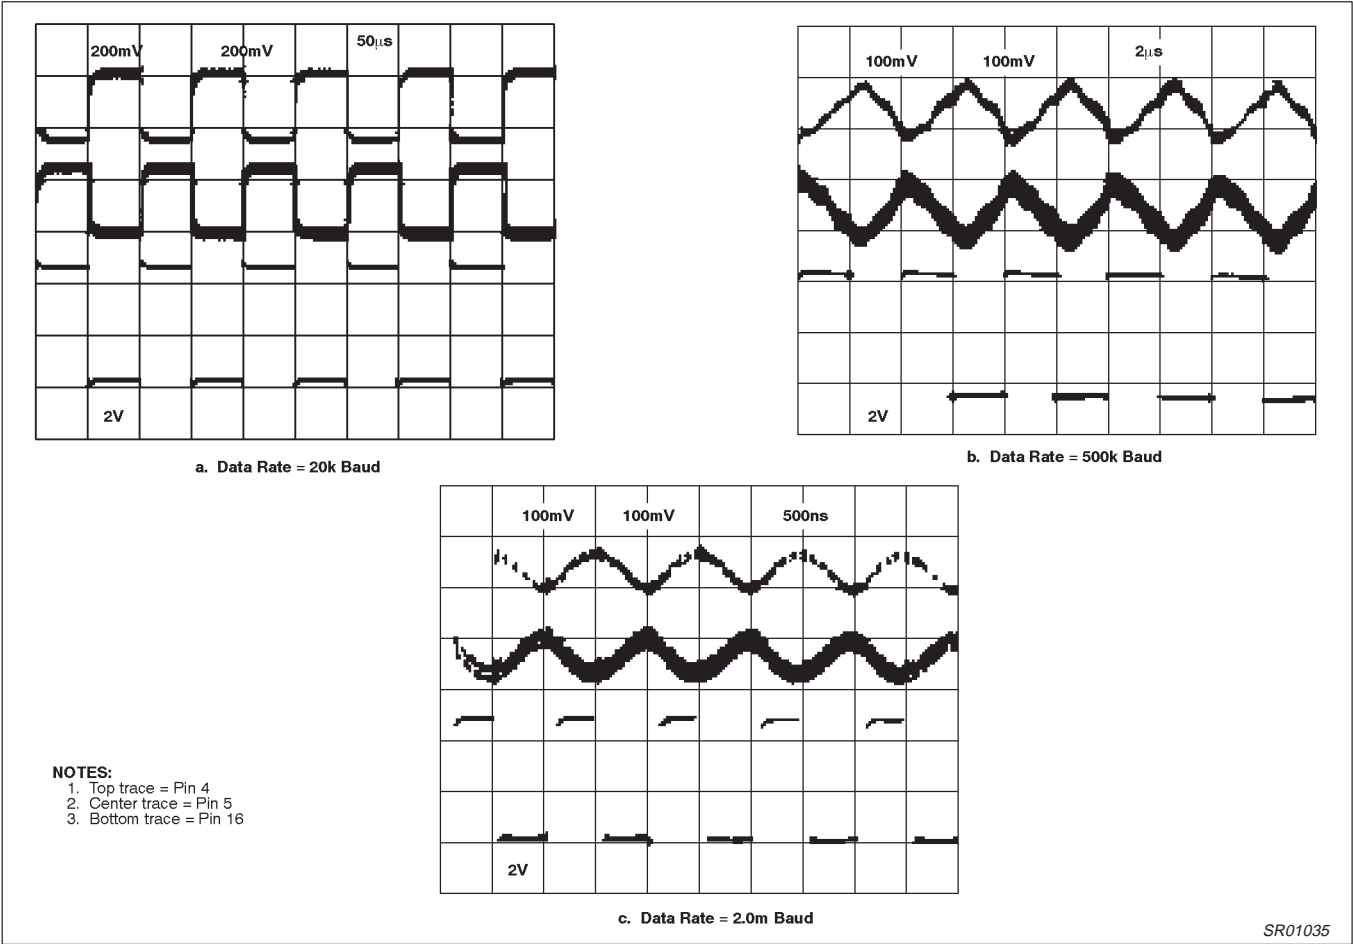 200mV 200mV 50μs
2V
a. Data Rate = 20k Baud
100mV 100mV 2μs
2V
b. Data Rate = 500k Baud
100mV 100mV 500ns
2V
c. Data Rate = 2.0m Baud
NOTES:
1. Top trace = Pin 4
2. Center trace = Pin 5
3. Bottom trace = Pin 16
SR01035